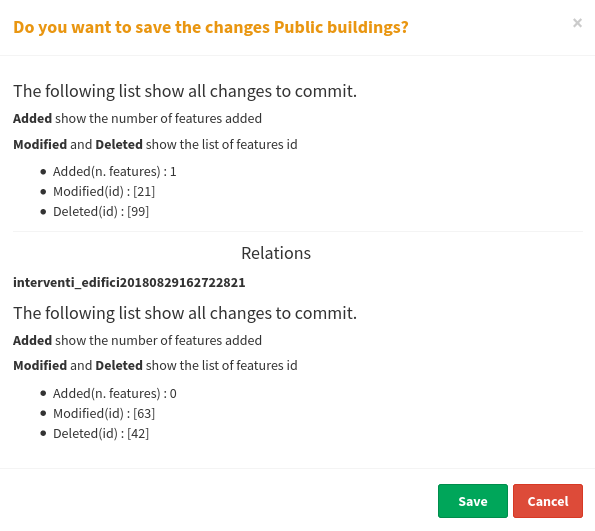 Do you want to save the changes Public buildings?
×
The following list show all changes to commit.
Added show the number of features added
Modified and Deleted show the list of features id
• Added(n. features) : 1
• Modified(id) : [21]
• Deleted(id) : [99]
Relations
interventi_edifici20180829162722821
The following list show all changes to commit.
Added show the number of features added
Modified and Deleted show the list of features id
• Added(n. features) : 0
• Modified(id) : [63]
• Deleted(id) : [42]
Save Cancel